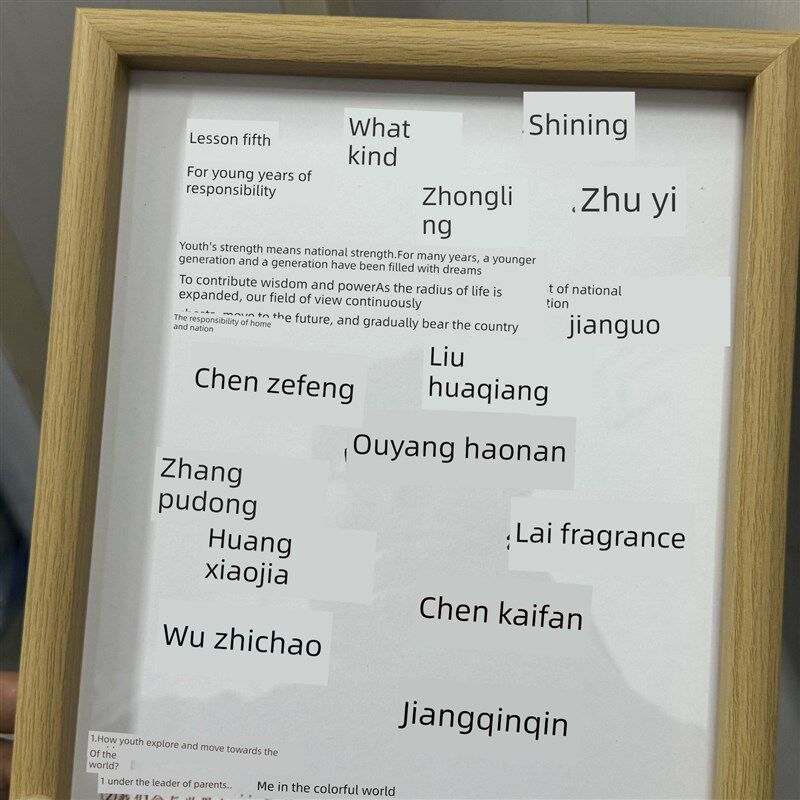 Lesson fifth
What
kind
Shining
For young years of
responsibility
Zhongli
ng
Zhu yi
Youth's strength means national strength.For many years, a younger
generation and a generation have been filled with dreams
To contribute wisdom and powerAs the radius of life is
expanded, our field of view continuously
t of national
tion
move to the future, and gradually bear the country
The responsibility of home
and nation
jianguo
Chen zefeng
Liu
huaqiang
Ouyang haonan
Zhang
pudong
Lai fragrance
Huang
xiaojia
Chen kaifan
Wu zhichao
Jiangqinqin
1.How youth explore and move towards the
Of the
world?
1 under the leader of parents..
Me in the colorful world